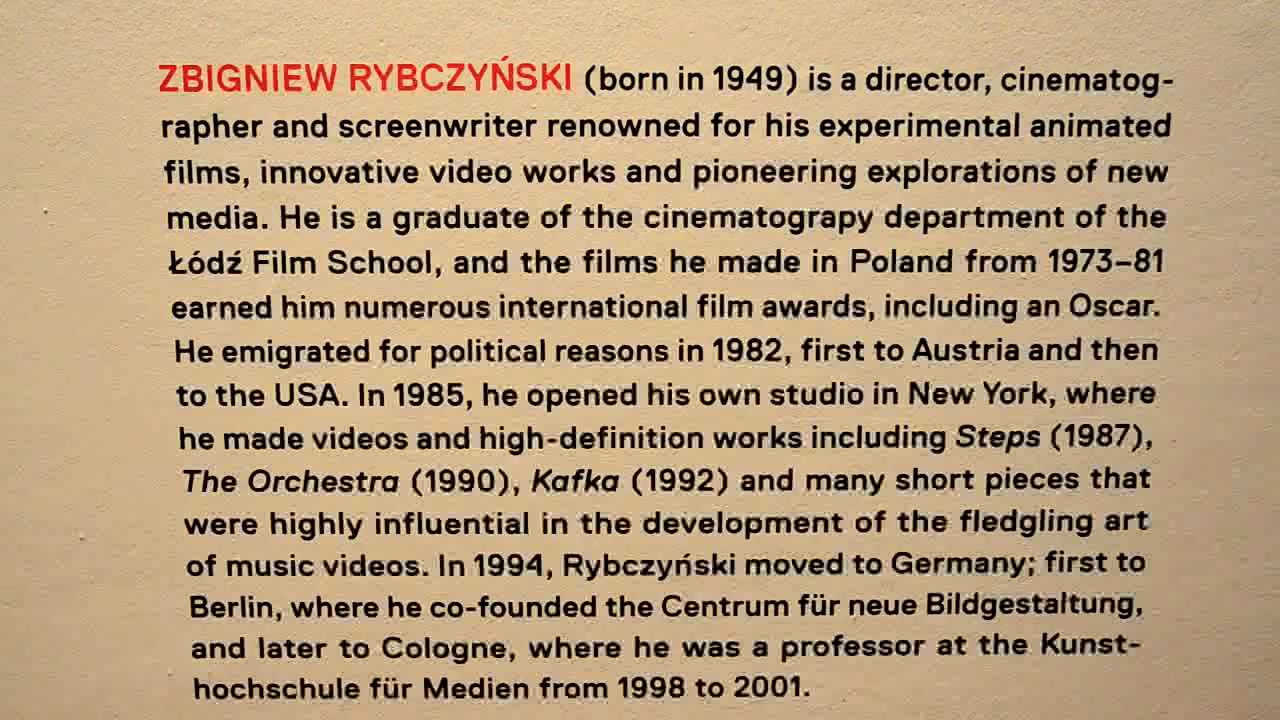 ZBIGNIEW RYBCZYŃSKI (born in 1949) is a director, cinematog-
rapher and screenwriter renowned for his experimental animated
films, innovative video works and pioneering explorations of new
media. He is a graduate of the cinematograpy department of the
Łódź Film School, and the films he made in Poland from 1973–81
earned him numerous international film awards, including an Oscar.
He emigrated for political reasons in 1982, first to Austria and then
to the USA. In 1985, he opened his own studio in New York, where
he made videos and high-definition works including Steps (1987),
The Orchestra (1990), Kafka (1992) and many short pieces that
were highly influential in the development of the fledgling art
of music videos. In 1994, Rybczyński moved to Germany; first to
Berlin, where he co-founded the Centrum für neue Bildgestaltung,
and later to Cologne, where he was a professor at the Kunst-
hochschule für Medien from 1998 to 2001.